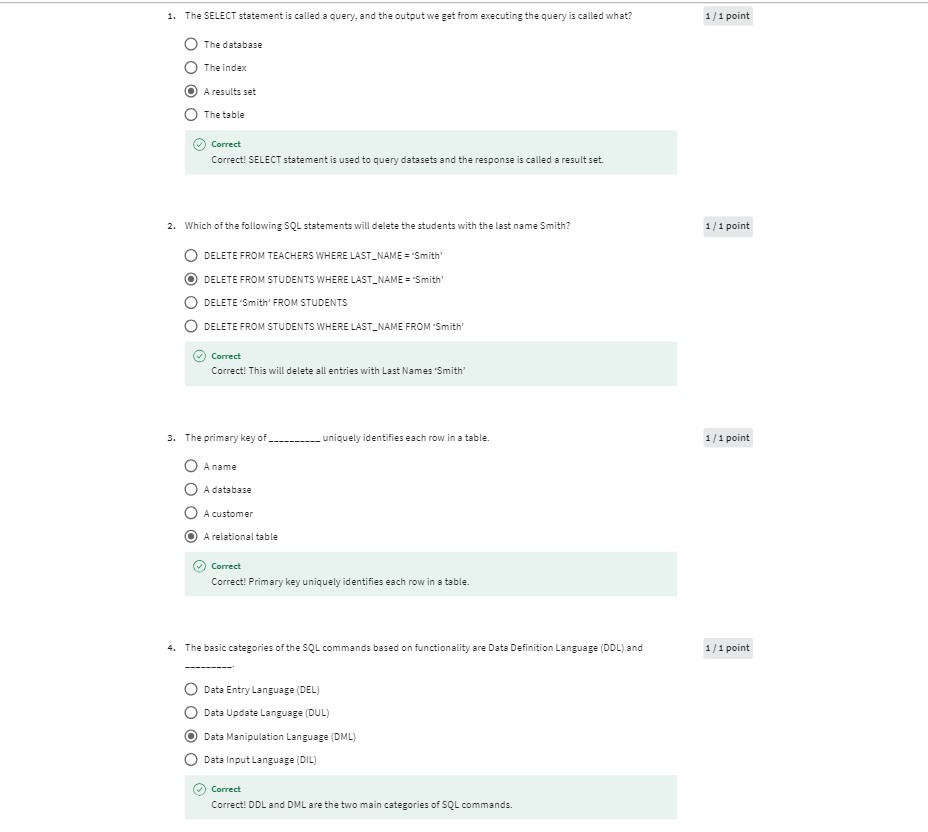 1. The SELECT statement is called a query, and the output we get from executing the query is called what?
1 / 1 point
The database
The index
A results set
The table
Correct
Correct! SELECT statement is used to query datasets and the response is called a result set.
2. Which of the following SQL statements will delete the students with the last name Smith?
1 / 1 point
DELETE FROM TEACHERS WHERE LAST_NAME = ‘Smith’
DELETE FROM STUDENTS WHERE LAST_NAME = ‘Smith’
DELETE ‘Smith’ FROM STUDENTS
DELETE FROM STUDENTS WHERE LAST_NAME FROM ‘Smith’
Correct
Correct! This will delete all entries with Last Names ‘Smith’
3. The primary key of __________ uniquely identifies each row in a table.
1 / 1 point
A name
A database
A customer
A relational table
Correct
Correct! Primary key uniquely identifies each row in a table.
4. The basic categories of the SQL commands based on functionality are Data Definition Language (DDL) and
1 / 1 point
_________.
Data Entry Language (DEL)
Data Update Language (DUL)
Data Manipulation Language (DML)
Data Input Language (DIL)
Correct
Correct! DDL and DML are the two main categories of SQL commands.